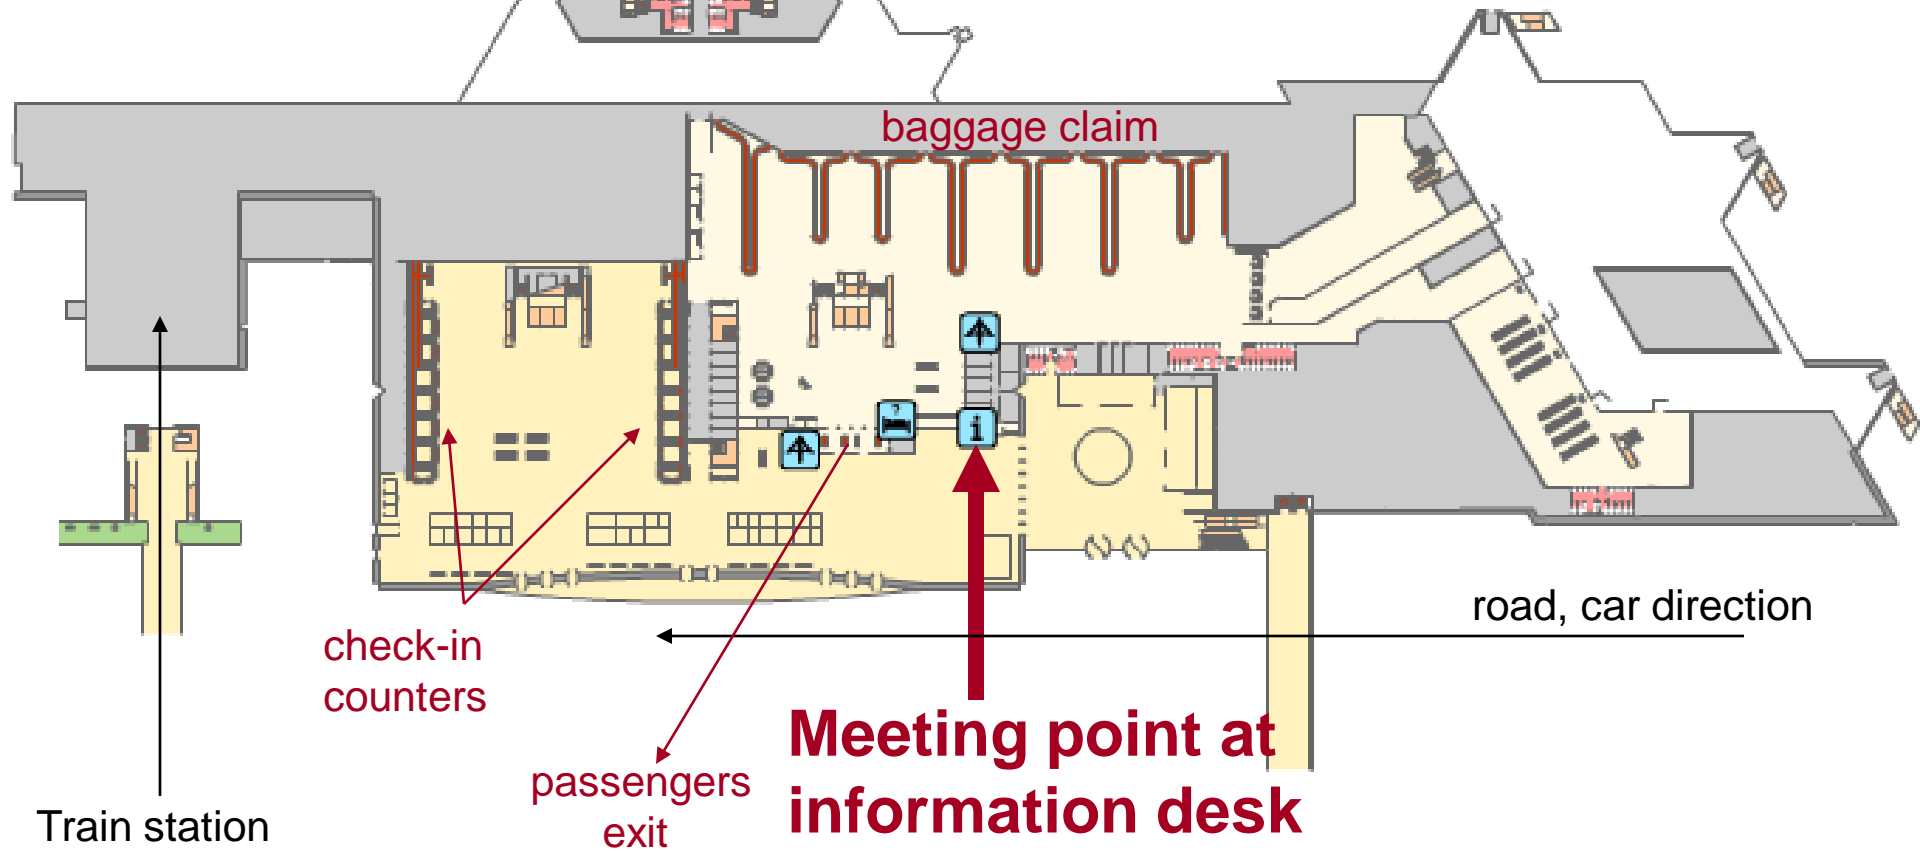 baggage claim
?
i
road, car direction
check-in
counters
Meeting point at
information desk
passengers
exit
Train station